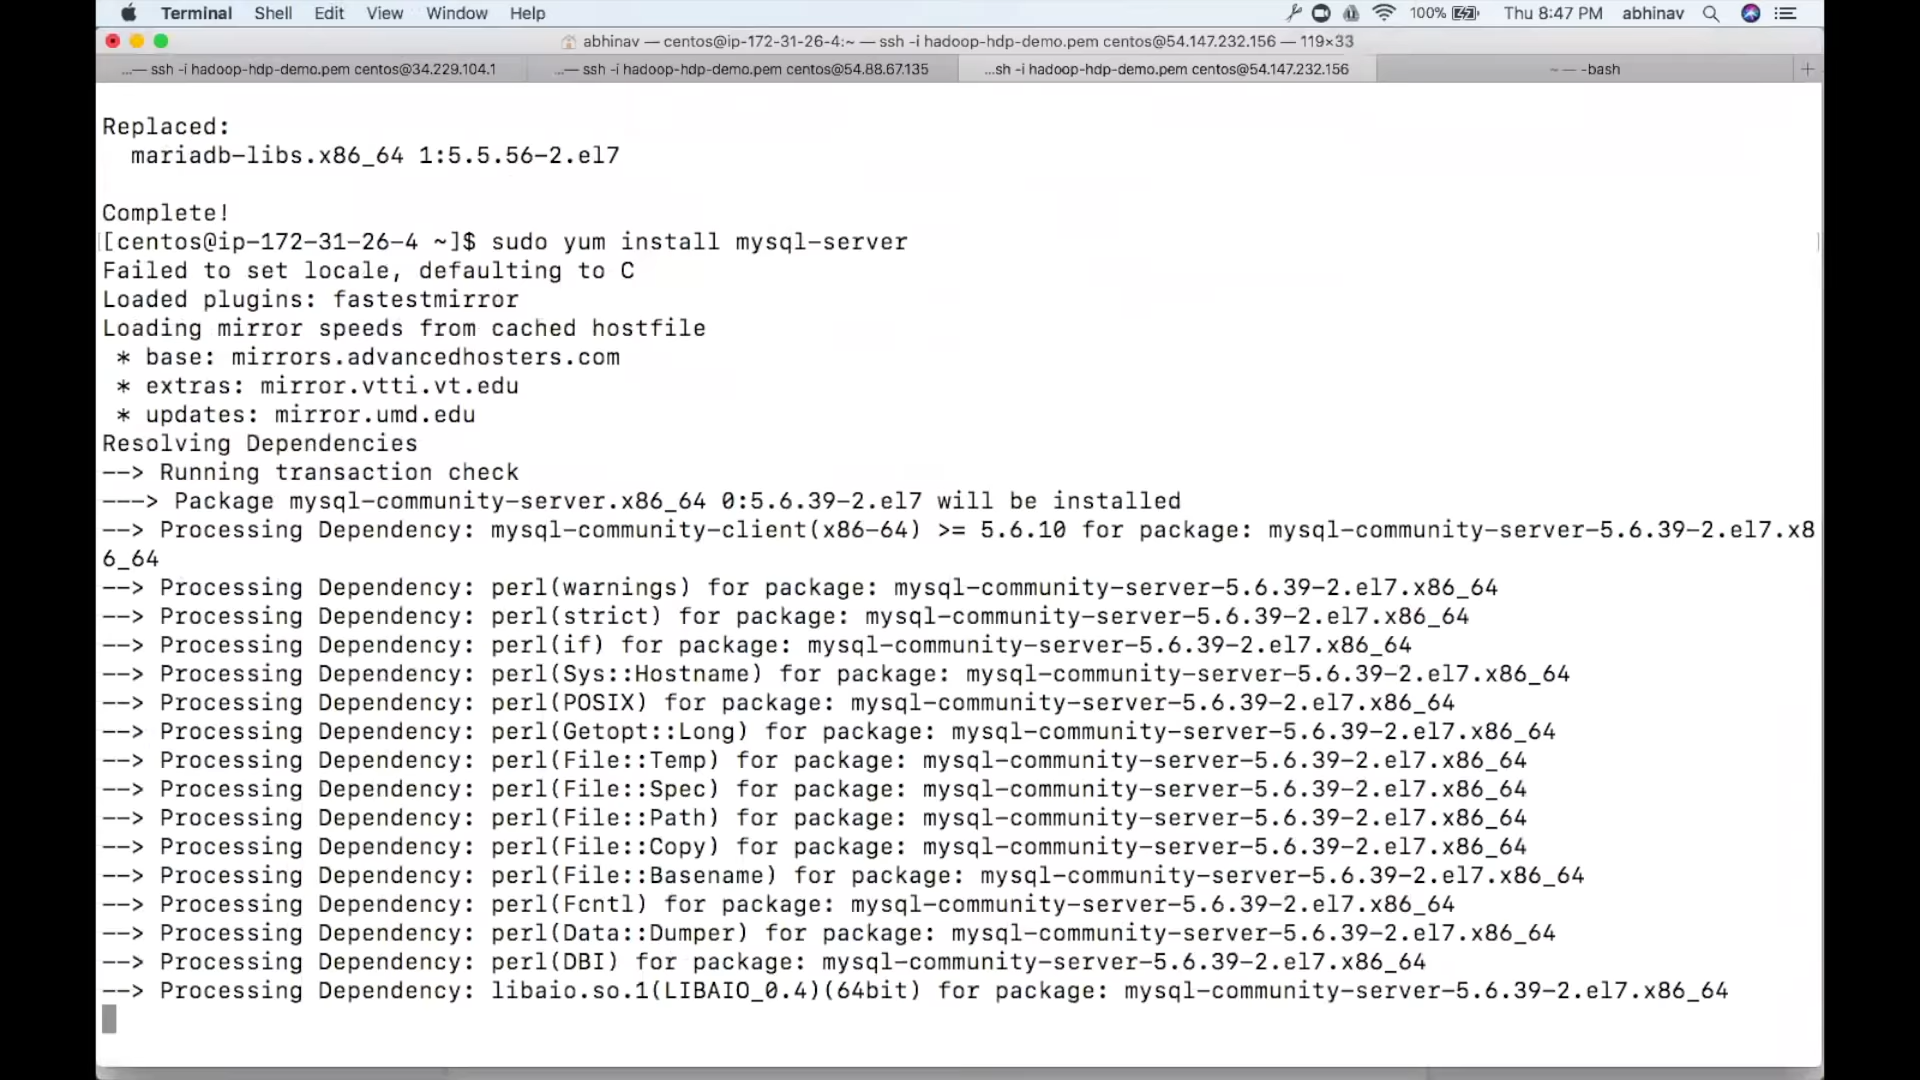 Terminal Shell Edit View Window Help 100% Thu 8:47 PM abhinav
abhinav — centos@ip-172-31-26-4:~ — ssh -i hadoop-hdp-demo.pem centos@54.147.232.156 — 119×33
...— ssh -i hadoop-hdp-demo.pem centos@34.229.104.1 ...— ssh -i hadoop-hdp-demo.pem centos@54.88.67.135 ...sh -i hadoop-hdp-demo.pem centos@54.147.232.156 ~ — -bash +
Replaced:
mariadb-libs.x86_64 1:5.5.56-2.el7
Complete!
[centos@ip-172-31-26-4 ~]$ sudo yum install mysql-server
Failed to set locale, defaulting to C
Loaded plugins: fastestmirror
Loading mirror speeds from cached hostfile
* base: mirrors.advancedhosters.com
* extras: mirror.vtti.vt.edu
* updates: mirror.umd.edu
Resolving Dependencies
--> Running transaction check
---> Package mysql-community-server.x86_64 0:5.6.39-2.el7 will be installed
--> Processing Dependency: mysql-community-client(x86-64) >= 5.6.10 for package: mysql-community-server-5.6.39-2.el7.x8
6_64
--> Processing Dependency: perl(warnings) for package: mysql-community-server-5.6.39-2.el7.x86_64
--> Processing Dependency: perl(strict) for package: mysql-community-server-5.6.39-2.el7.x86_64
--> Processing Dependency: perl(if) for package: mysql-community-server-5.6.39-2.el7.x86_64
--> Processing Dependency: perl(Sys::Hostname) for package: mysql-community-server-5.6.39-2.el7.x86_64
--> Processing Dependency: perl(POSIX) for package: mysql-community-server-5.6.39-2.el7.x86_64
--> Processing Dependency: perl(Getopt::Long) for package: mysql-community-server-5.6.39-2.el7.x86_64
--> Processing Dependency: perl(File::Temp) for package: mysql-community-server-5.6.39-2.el7.x86_64
--> Processing Dependency: perl(File::Spec) for package: mysql-community-server-5.6.39-2.el7.x86_64
--> Processing Dependency: perl(File::Path) for package: mysql-community-server-5.6.39-2.el7.x86_64
--> Processing Dependency: perl(File::Copy) for package: mysql-community-server-5.6.39-2.el7.x86_64
--> Processing Dependency: perl(File::Basename) for package: mysql-community-server-5.6.39-2.el7.x86_64
--> Processing Dependency: perl(Fcntl) for package: mysql-community-server-5.6.39-2.el7.x86_64
--> Processing Dependency: perl(Data::Dumper) for package: mysql-community-server-5.6.39-2.el7.x86_64
--> Processing Dependency: perl(DBI) for package: mysql-community-server-5.6.39-2.el7.x86_64
--> Processing Dependency: libaio.so.1(LIBAIO_0.4)(64bit) for package: mysql-community-server-5.6.39-2.el7.x86_64